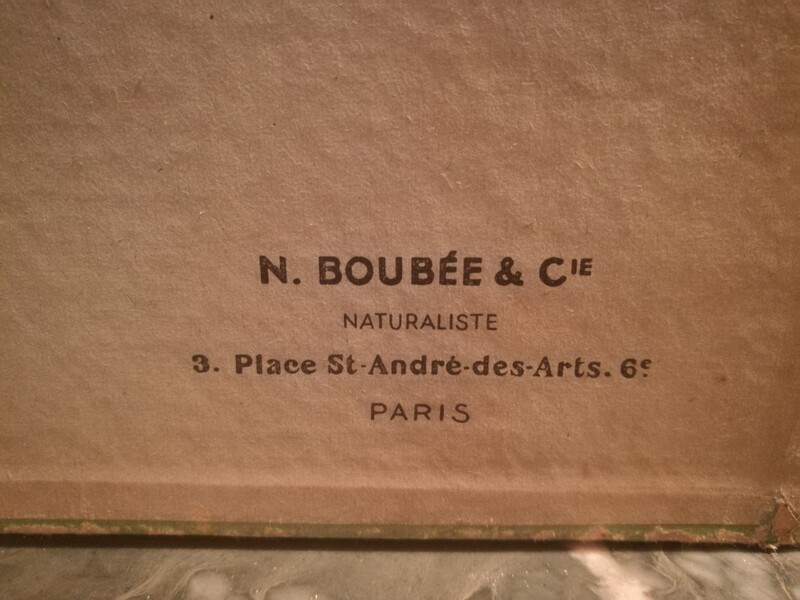 N. BOUBÉE & CIE
NATURALISTE
3. Place St-André-des-Arts. 6e
PARIS